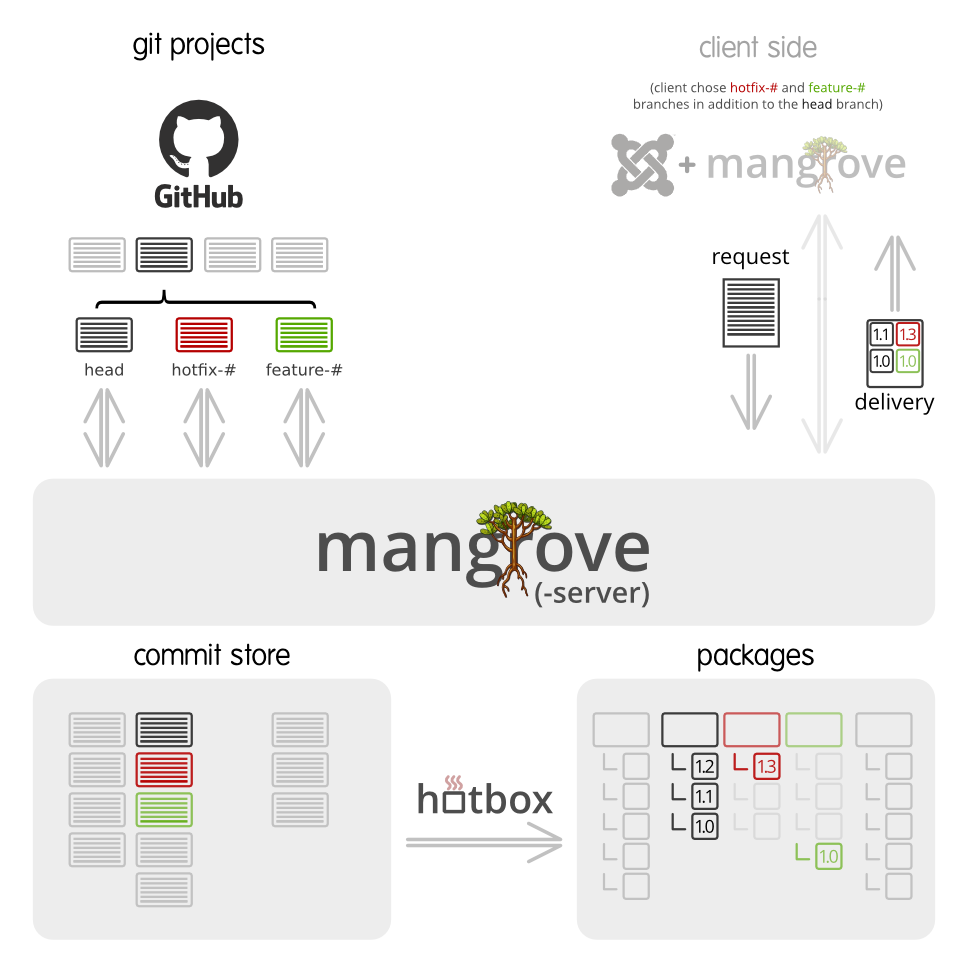 git projects
GitHub
head
hotfix-#
feature-#
client side
(client chose hotfix-# and feature-#
branches in addition to the head branch)
+ mangrove
request
1.1 1.3
1.0 1.0
delivery
mangrove
(-server)
commit store
hotbox
packages
1.2 1.3
1.1
1.0
1.0